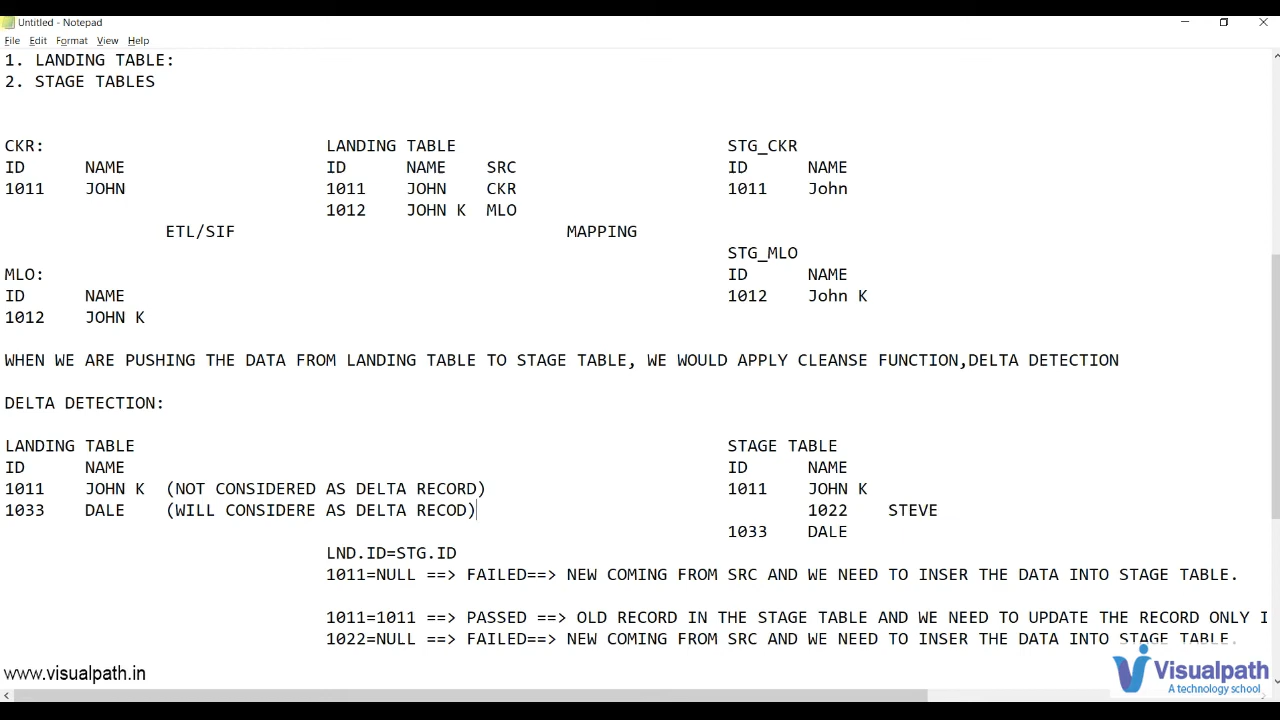 Untitled - Notepad
File Edit Format View Help
1. LANDING TABLE:
2. STAGE TABLES
CKR: LANDING TABLE STG_CKR
ID NAME ID NAME SRC ID NAME
1011 JOHN 1011 JOHN CKR 1011 John
1012 JOHN K MLO
ETL/SIF MAPPING
STG_MLO
MLO: ID NAME
ID NAME 1012 John K
1012 JOHN K
WHEN WE ARE PUSHING THE DATA FROM LANDING TABLE TO STAGE TABLE, WE WOULD APPLY CLEANSE FUNCTION,DELTA DETECTION
DELTA DETECTION:
LANDING TABLE STAGE TABLE
ID NAME ID NAME
1011 JOHN K (NOT CONSIDERED AS DELTA RECORD) 1011 JOHN K
1033 DALE (WILL CONSIDERE AS DELTA RECOD) 1022 STEVE
1033 DALE
LND.ID=STG.ID
1011=NULL ==> FAILED==> NEW COMING FROM SRC AND WE NEED TO INSER THE DATA INTO STAGE TABLE.
1011=1011 ==> PASSED ==> OLD RECORD IN THE STAGE TABLE AND WE NEED TO UPDATE THE RECORD ONLY I
1022=NULL ==> FAILED==> NEW COMING FROM SRC AND WE NEED TO INSER THE DATA INTO STAGE TABLE.
www.visualpath.in
Visualpath
A technology school